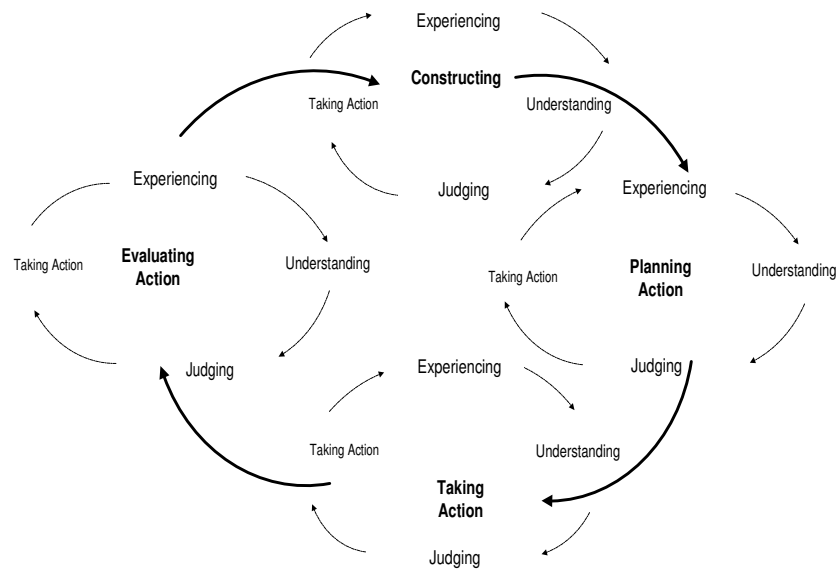 Experiencing
Constructing
Taking Action
Understanding
Judging
Experiencing
Experiencing
Evaluating
Action
Taking Action
Understanding
Taking Action
Planning
Action
Understanding
Judging
Experiencing
Judging
Taking Action
Understanding
Taking
Action
Judging